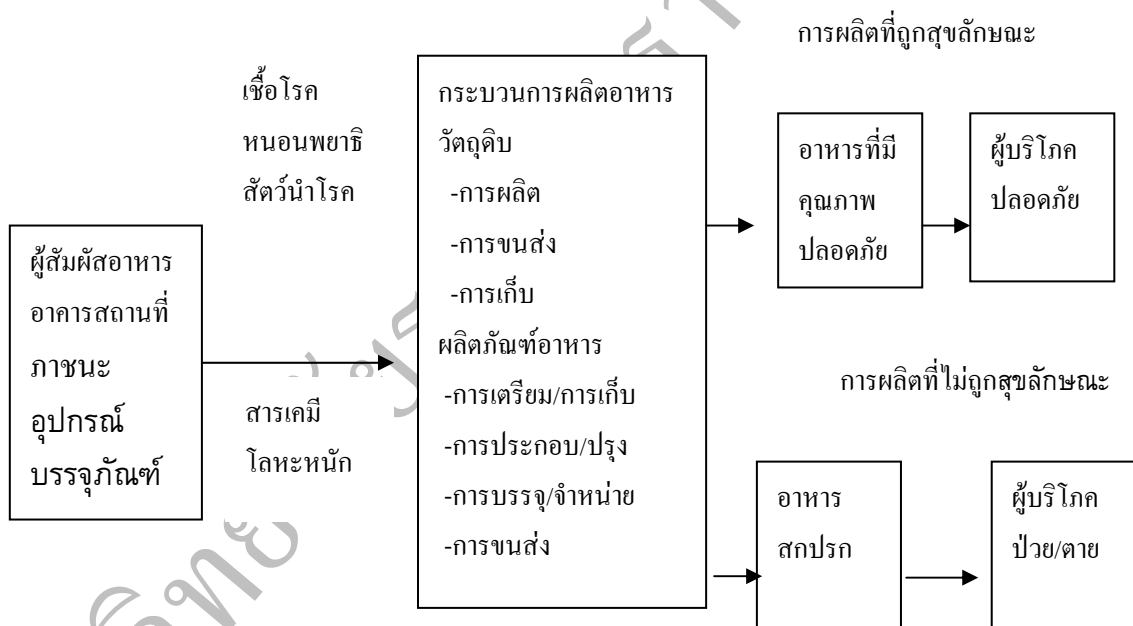 การผลิตที่ถูกสุขลักษณะ
เชื้อโรค
หนอนพยาธิ
สัตว์นำโรค
ผู้สัมผัสอาหาร
อาคารสถานที่
ภาชนะ
อุปกรณ์
บรรจุภัณฑ์
สารเคมี
โลหะหนัก
กระบวนการผลิตอาหาร
วัตถุดิบ
-การผลิต
-การขนส่ง
-การเก็บ
ผลิตภัณฑ์อาหาร
-การเตรียม/การเก็บ
-การประกอบ/ปรุง
-การบรรจุ/จำหน่าย
-การขนส่ง
อาหารที่มี
คุณภาพ
ปลอดภัย
ผู้บริโภค
ปลอดภัย
การผลิตที่ไม่ถูกสุขลักษณะ
อาหาร
สกปรก
ผู้บริโภค
ป่วย/ตาย